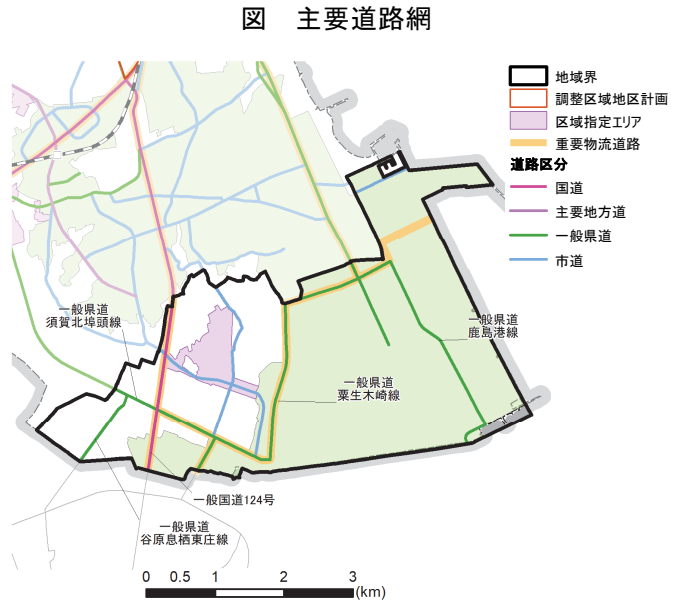 図　主要道路網
地域界
調整区域地区計画
区域指定エリア
重要物流道路
道路区分
国道
主要地方道
一般県道
市道
一般県道
須賀北埠頭線
一般県道
鹿島港線
一般県道
粟生木崎線
一般国道124号
一般県道
谷原息栖東庄線
0 0.5 1 2 3
(km)